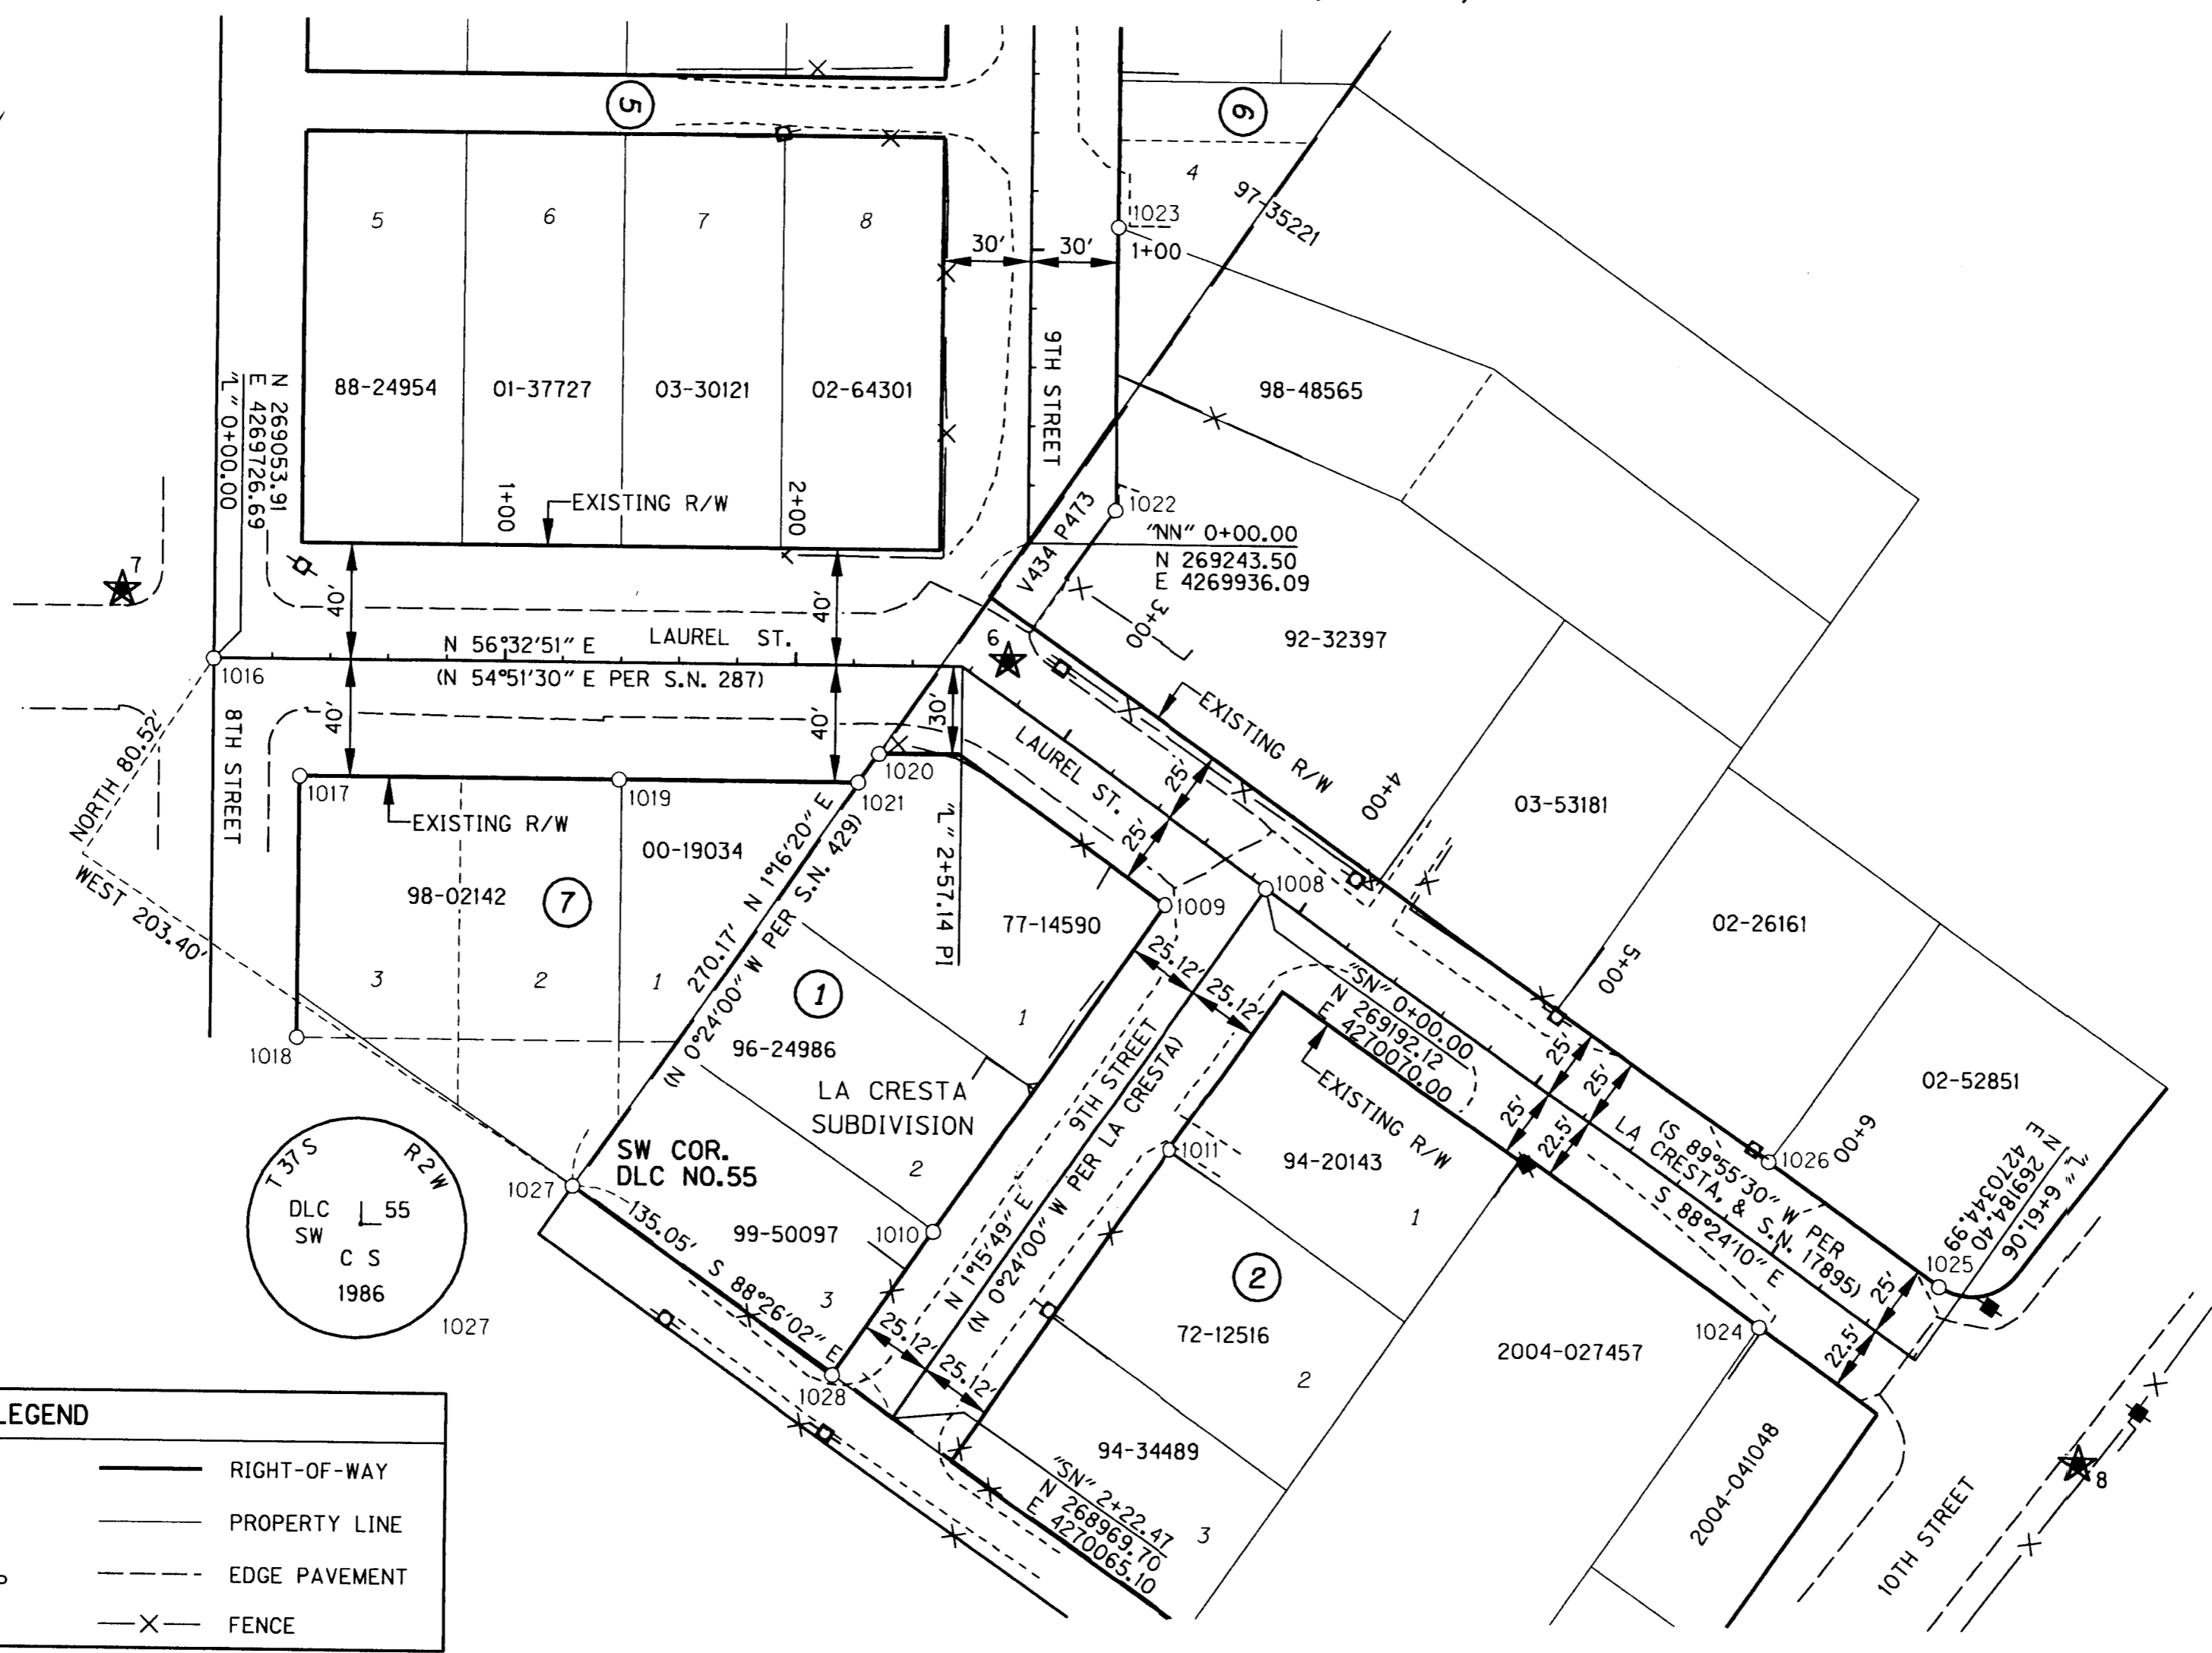 5
6
4
97-35221
1023
1+00
30'
30'
5
6
7
8
88-24954
01-37727
03-30121
02-64301
9TH STREET
98-48565
N 269053.91
E 4269726.69
"L" 0+00.00
1+00
EXISTING R/W
2+00
V434 P473
1022
"NN" 0+00.00
N 269243.50
E 4269936.09
3+00
92-32397
7
40'
40'
6
N 56°32'51" E
LAUREL ST.
(N 54°51'30" E PER S.N. 287)
1016
8TH STREET
40'
40'
30'
NORTH 80.52'
WEST 203.40'
1017
1019
1020
1021
EXISTING R/W
LAUREL ST.
25'
25'
EXISTING R/W
4+00
03-53181
00-19034
98-02142
7
3
2
1
270.17' N 1°16'20" E
(N 0°24'00" W PER S.N. 429)
"L" 2+57.14 PI
77-14590
1009
1008
02-26161
5+00
1
1
96-24986
LA CRESTA
SUBDIVISION
2
25.12'
25.12'
9TH STREET
N 1°15'49" E
(N 0°24'00" W PER LA CRESTA)
"SN" 0+00.00
N 269192.12
E 4270070.00
EXISTING R/W
25'
25'
25'
22.5'
02-52851
6+00
1026
LA
(S 89°55'30" W PER
CRESTA, & S.N. 17895)
S 88°24'10" E
"L" 6+61.06
N 269184.40
E 4270344.99
1025
25'
22.5'
1018
T 37 S
R 2 W
DLC
SW
55
C S
1986
1027
SW COR.
DLC NO.55
1027
135.05' S 88°26'02" E
99-50097
1010
3
25.12'
25.12'
1028
1011
94-20143
1
2
72-12516
2
2004-027457
1024
94-34489
"SN" 2+22.47
N 268969.70
E 4270065.10
3
2004-041048
10TH STREET
8
LEGEND
RIGHT-OF-WAY
PROPERTY LINE
EDGE PAVEMENT
FENCE